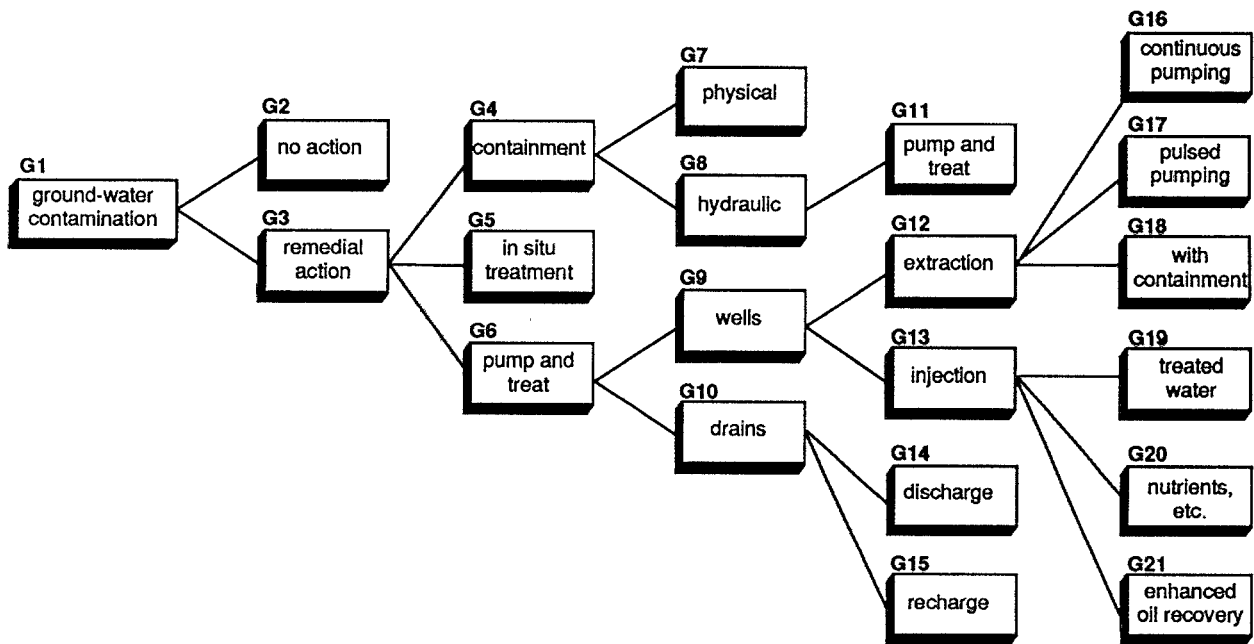 G1
ground-water
contamination
G2
no action
G3
remedial
action
G4
containment
G5
in situ
treatment
G6
pump and
treat
G7
physical
G8
hydraulic
G9
wells
G10
drains
G11
pump and
treat
G12
extraction
G13
injection
G14
discharge
G15
recharge
G16
continuous
pumping
G17
pulsed
pumping
G18
with
containment
G19
treated
water
G20
nutrients,
etc.
G21
enhanced
oil recovery